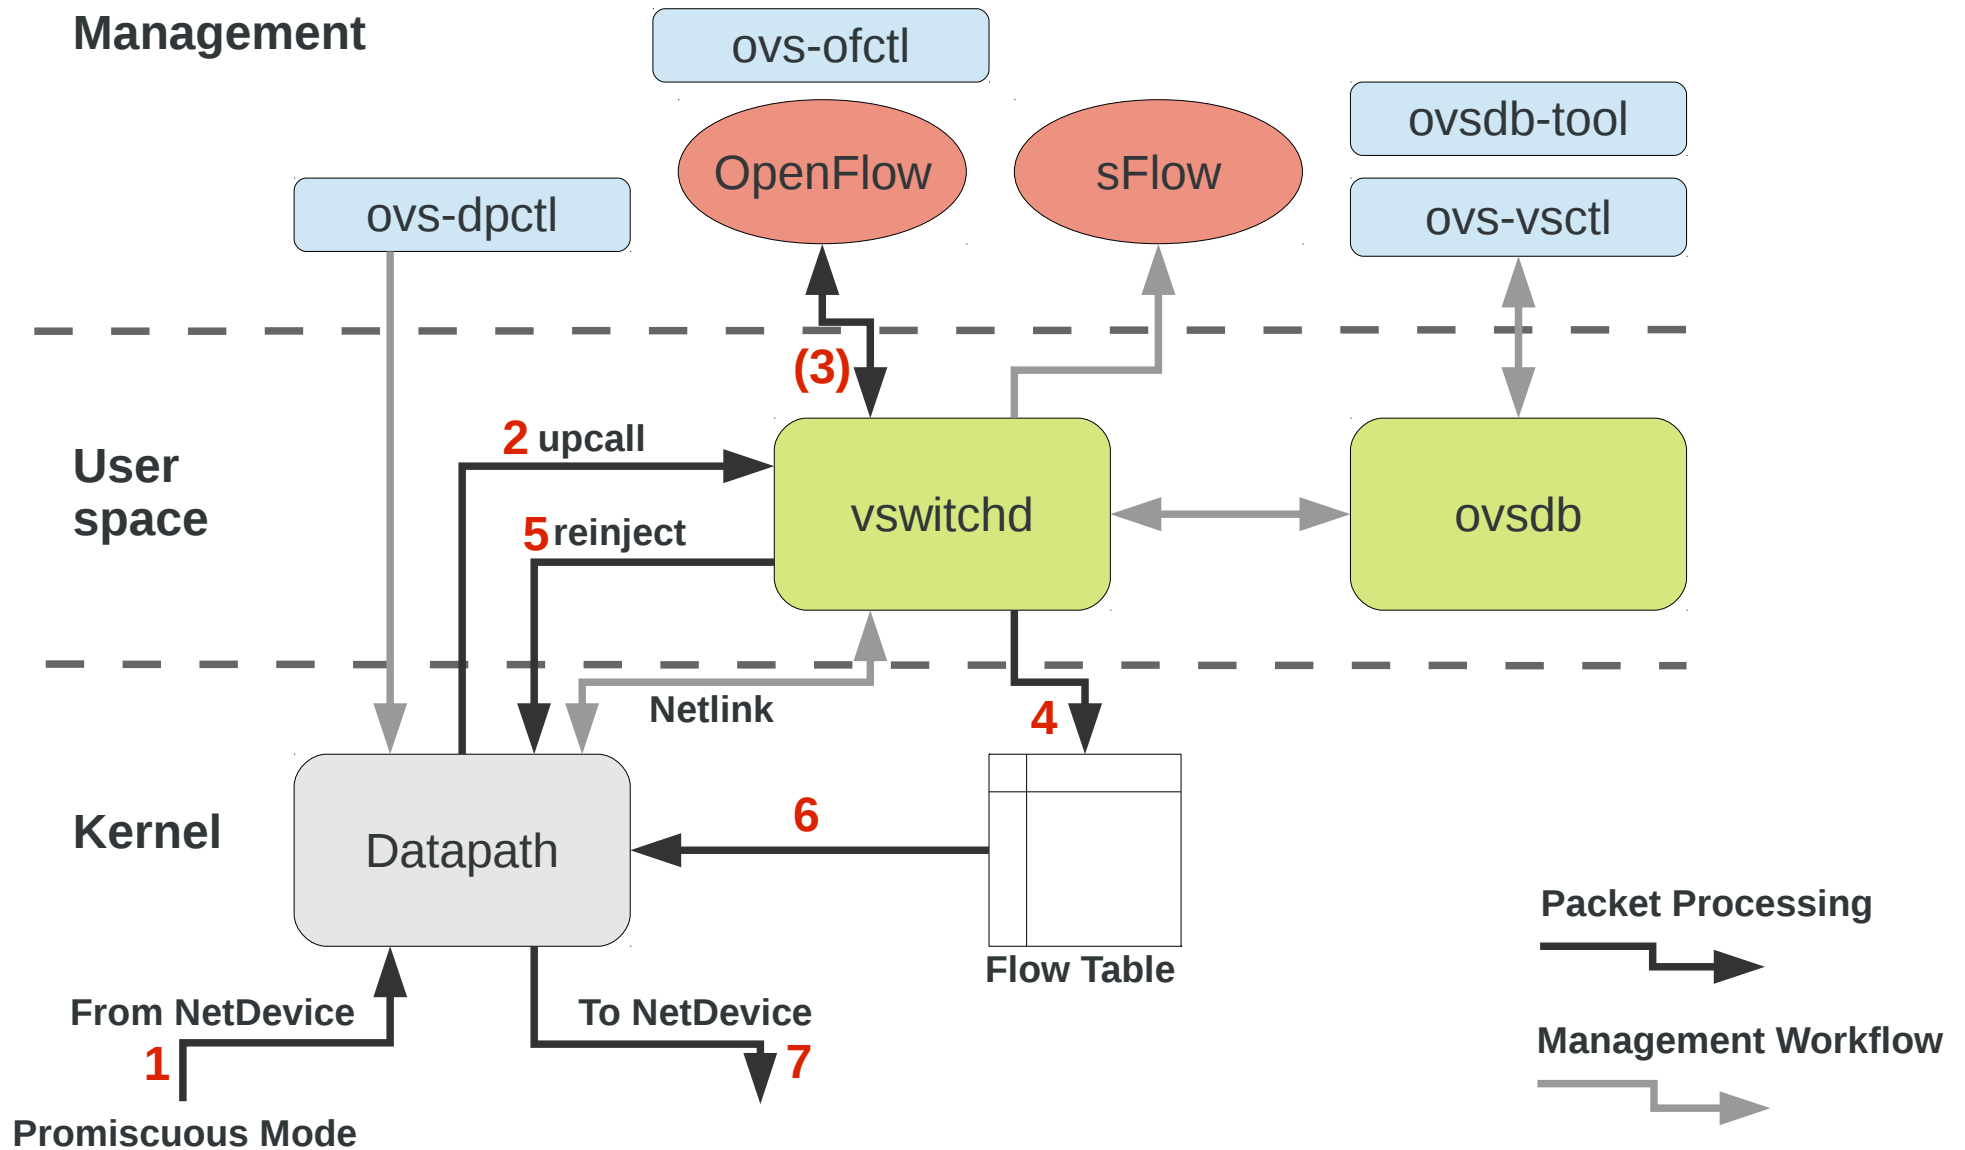 Management
ovs-ofctl
OpenFlow
sFlow
ovsdb-tool
ovs-vsctl
ovs-dpctl
(3)
2 upcall
User
space
5 reinject
vswitchd
ovsdb
Netlink
4
Kernel
Datapath
6
Flow Table
Packet Processing
Management Workflow
From NetDevice
1
Promiscuous Mode
To NetDevice
7